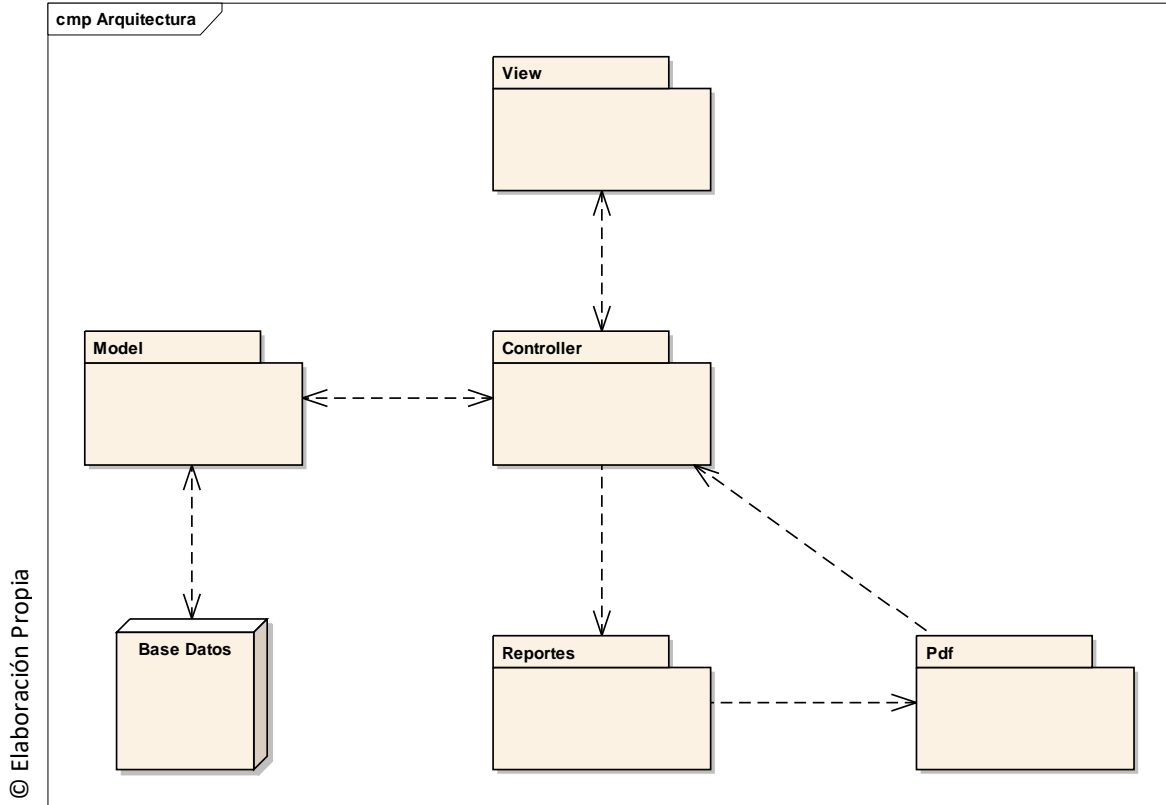 cmp Arquitectura
View
Model
Controller
Base Datos
Reportes
Pdf
© Elaboración Propia